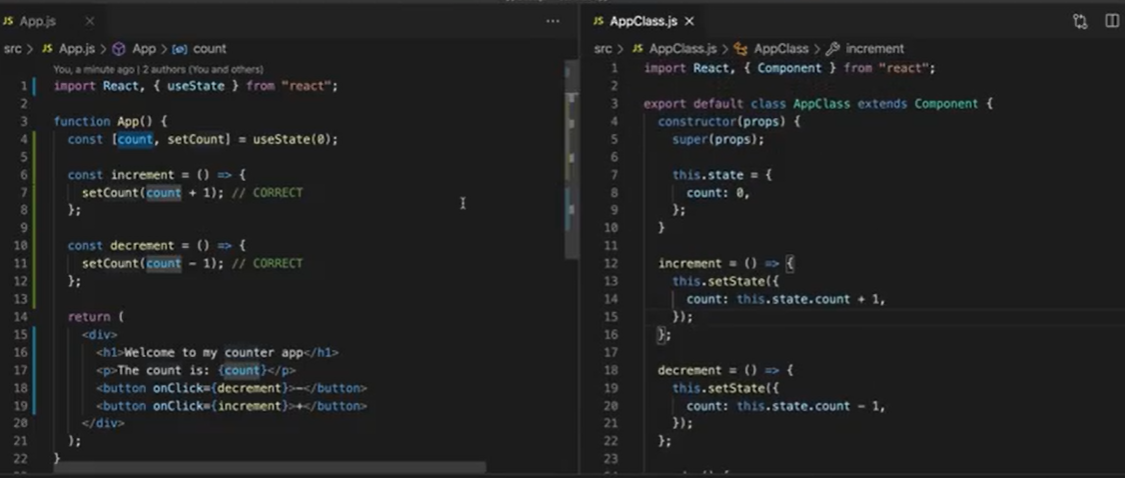 JS App.js ×
src > JS App.js > App > count
You, a minute ago | 2 authors (You and others)
1 import React, { useState } from "react";
2
3 function App() {
4 const [count, setCount] = useState(0);
5
6 const increment = () => {
7 setCount(count + 1); // CORRECT
8 };
9
10 const decrement = () => {
11 setCount(count - 1); // CORRECT
12 };
13
14 return (
15 <div>
16 <h1>Welcome to my counter app</h1>
17 <p>The count is: {count}</p>
18 <button onClick={decrement}>-</button>
19 <button onClick={increment}>+</button>
20 </div>
21 );
22 }
JS AppClass.js ×
src > JS AppClass.js > AppClass > increment
1 import React, { Component } from "react";
2
3 export default class AppClass extends Component {
4 constructor(props) {
5 super(props);
6
7 this.state = {
8 count: 0,
9 };
10 }
11
12 increment = () => {
13 this.setState({
14 count: this.state.count + 1,
15 });
16 };
17
18 decrement = () => {
19 this.setState({
20 count: this.state.count - 1,
21 });
22 };
23